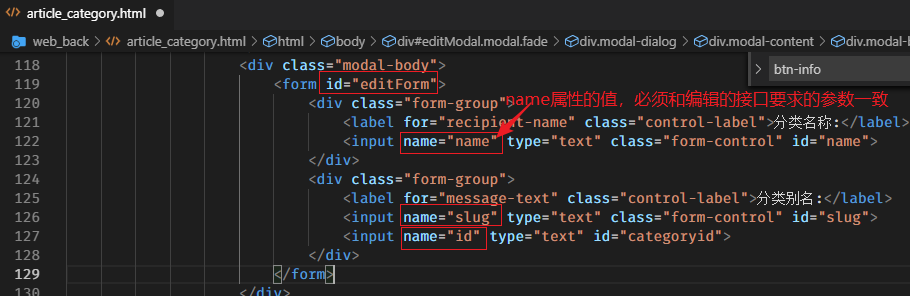 article_category.html
web_back > article_category.html > html > body > div#editModal.modal.fade > div.modal-dialog > div.modal-content > div.modal-l
btn-info
118 <div class="modal-body">
119 <form id="editForm">
120 <div class="form-group">
name属性的值，必须和编辑的接口要求的参数一致
121 <label for="recipient-name" class="control-label">分类名称:</label>
122 <input name="name" type="text" class="form-control" id="name">
123 </div>
124 <div class="form-group">
125 <label for="message-text" class="control-label">分类别名:</label>
126 <input name="slug" type="text" class="form-control" id="slug">
127 <input name="id" type="text" id="categoryid">
128 </div>
129 </form>
130 </div>